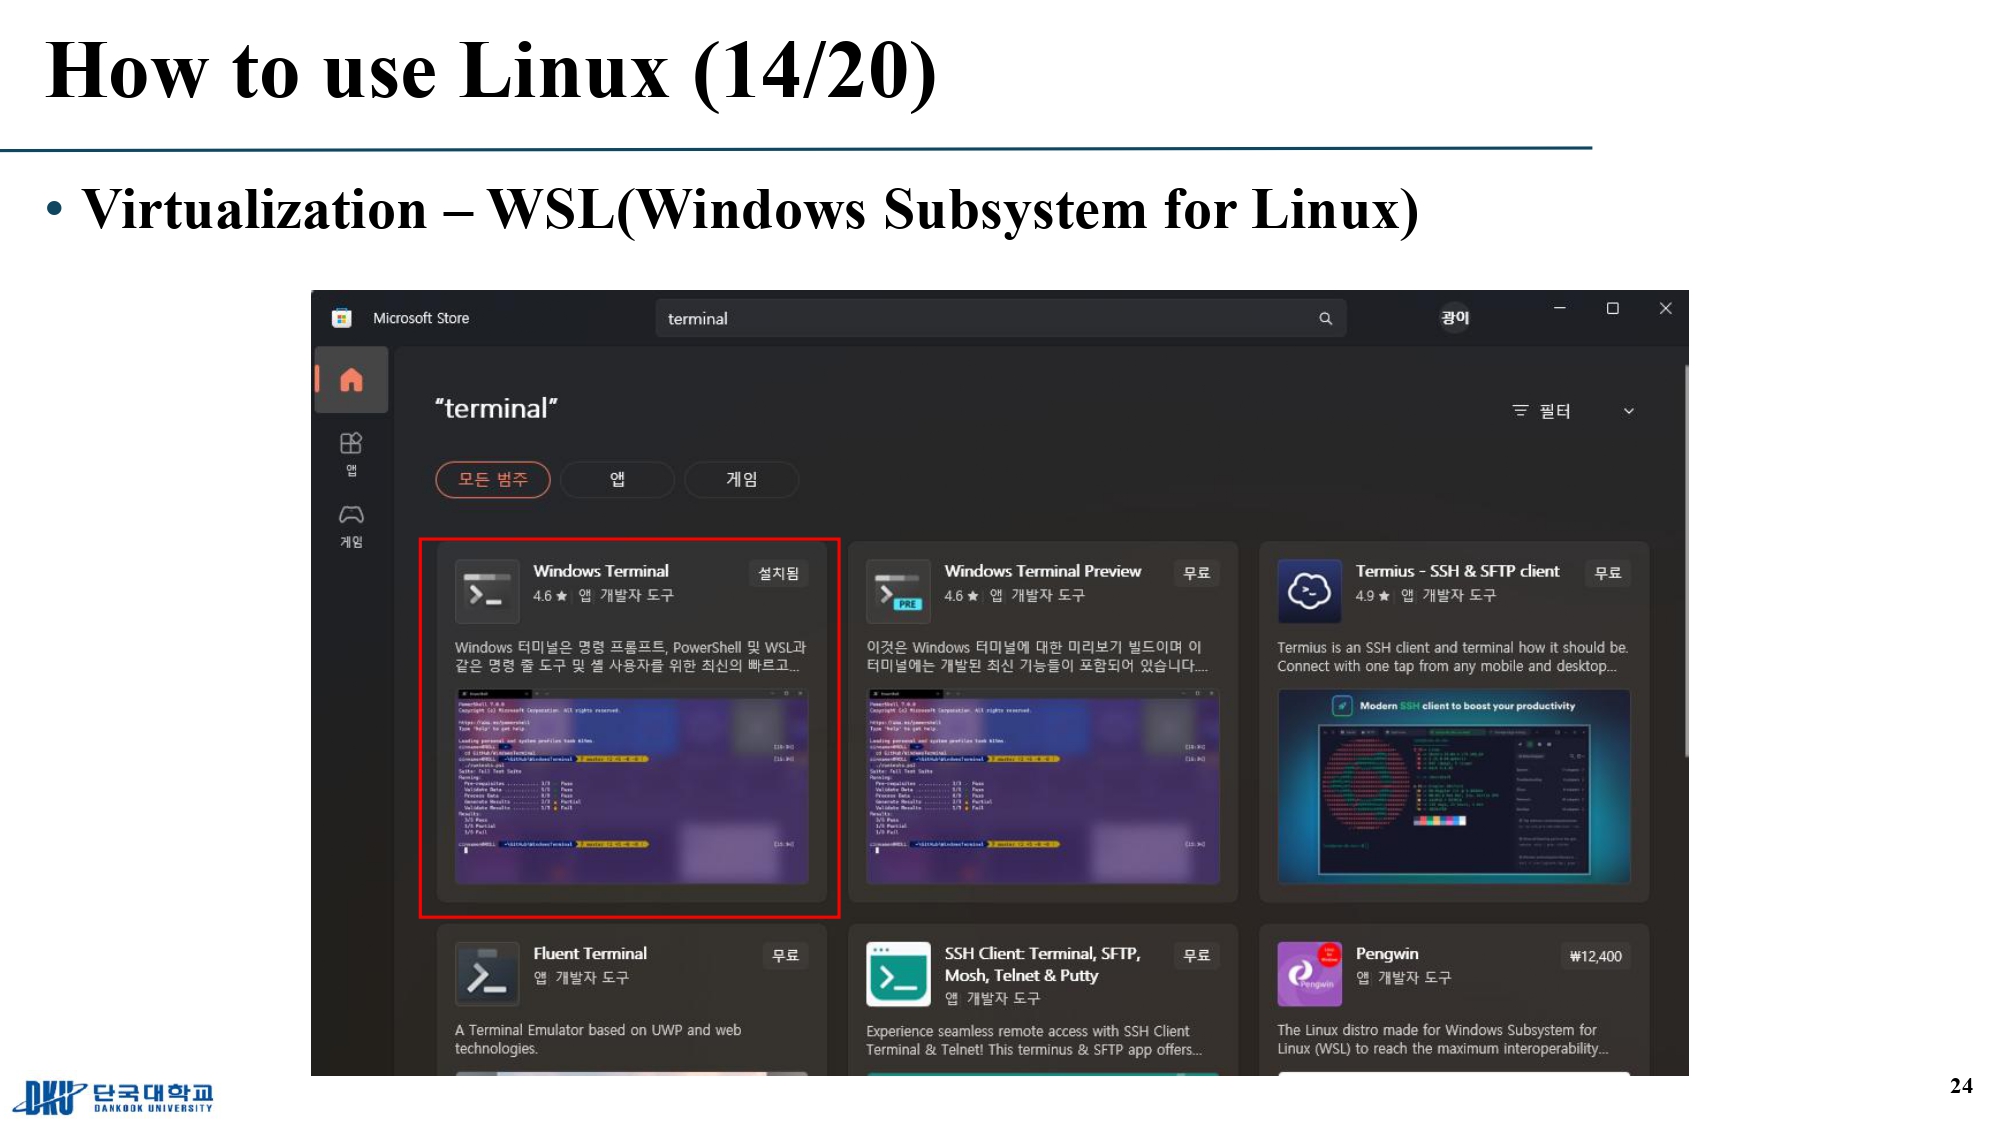 How to use Linux (14/20)
• Virtualization – WSL(Windows Subsystem for Linux)
Microsoft Store
terminal
광이
“terminal”
필터
모든 범주
앱
게임
앱
게임
Windows Terminal
설치됨
4.6 ★ 앱 개발자 도구
Windows 터미널은 명령 프롬프트, PowerShell 및 WSL과
같은 명령 줄 도구 및 셸 사용자를 위한 최신의 빠르고...
Windows Terminal Preview
무료
4.6 ★ 앱 개발자 도구
이것은 Windows 터미널에 대한 미리보기 빌드이며 이
터미널에는 개발된 최신 기능들이 포함되어 있습니다....
PRE
Termius - SSH & SFTP client
무료
4.9 ★ 앱 개발자 도구
Termius is an SSH client and terminal how it should be.
Connect with one tap from any mobile and desktop...
Modern SSH client to boost your productivity
Fluent Terminal
무료
앱 개발자 도구
A Terminal Emulator based on UWP and web
technologies.
SSH Client: Terminal, SFTP,
Mosh, Telnet & Putty
무료
앱 개발자 도구
Experience seamless remote access with SSH Client
Terminal & Telnet! This terminus & SFTP app offers...
Pengwin
₩12,400
앱 개발자 도구
Pengwin
The Linux distro made for Windows Subsystem for
Linux (WSL) to reach the maximum interoperability...
DKU 단국대학교
DANKOOK UNIVERSITY
24